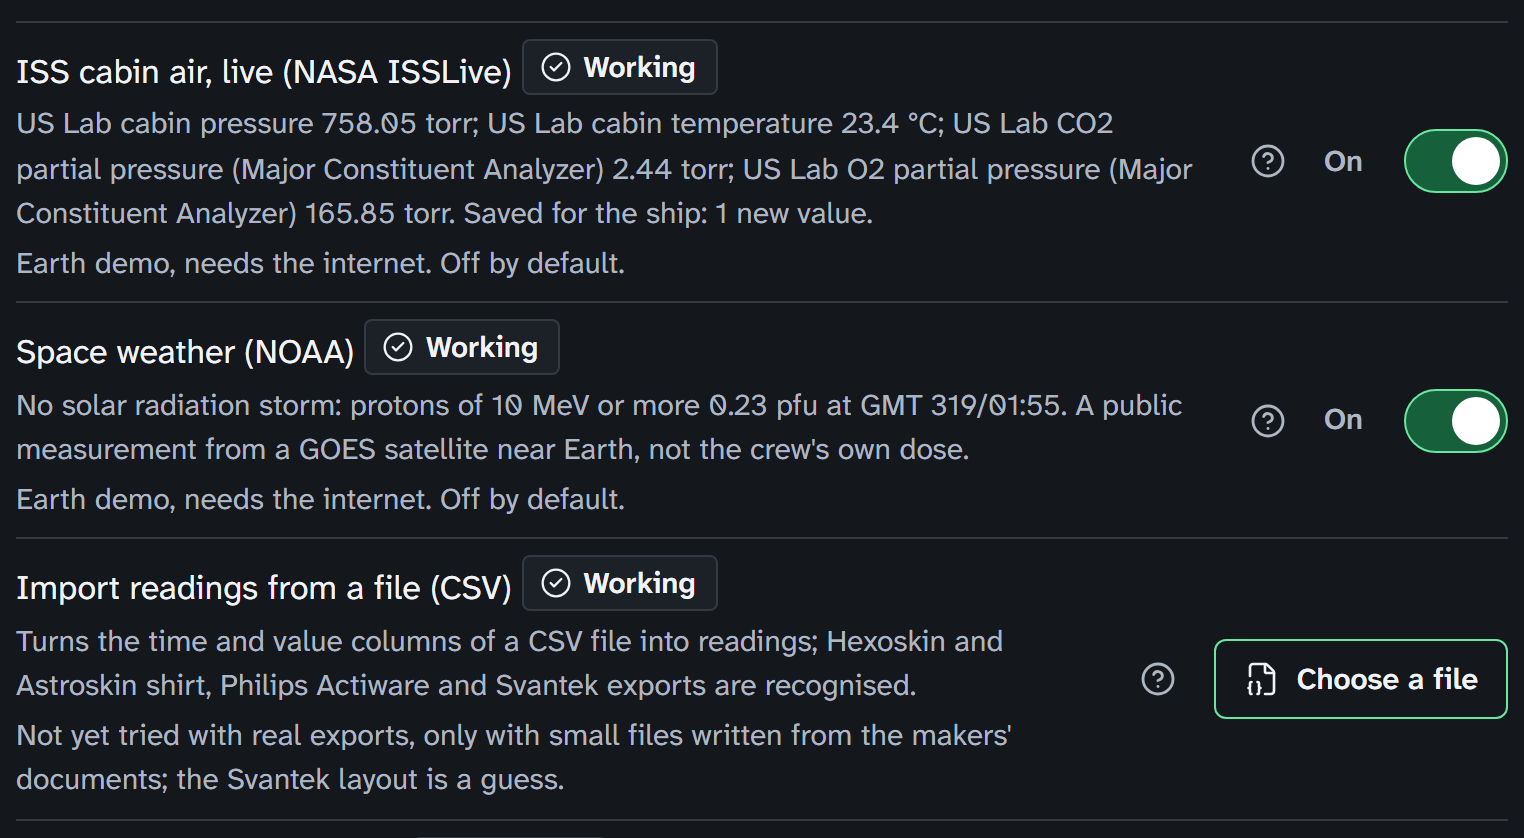 ISS cabin air, live (NASA ISSLive) Working
US Lab cabin pressure 758.05 torr; US Lab cabin temperature 23.4 °C; US Lab CO2
partial pressure (Major Constituent Analyzer) 2.44 torr; US Lab O2 partial pressure (Major
Constituent Analyzer) 165.85 torr. Saved for the ship: 1 new value.
Earth demo, needs the internet. Off by default.
On
Space weather (NOAA) Working
No solar radiation storm: protons of 10 MeV or more 0.23 pfu at GMT 319/01:55. A public
measurement from a GOES satellite near Earth, not the crew's own dose.
Earth demo, needs the internet. Off by default.
On
Import readings from a file (CSV) Working
Turns the time and value columns of a CSV file into readings; Hexoskin and
Astroskin shirt, Philips Actiware and Svantek exports are recognised.
Not yet tried with real exports, only with small files written from the makers'
documents; the Svantek layout is a guess.
Choose a file